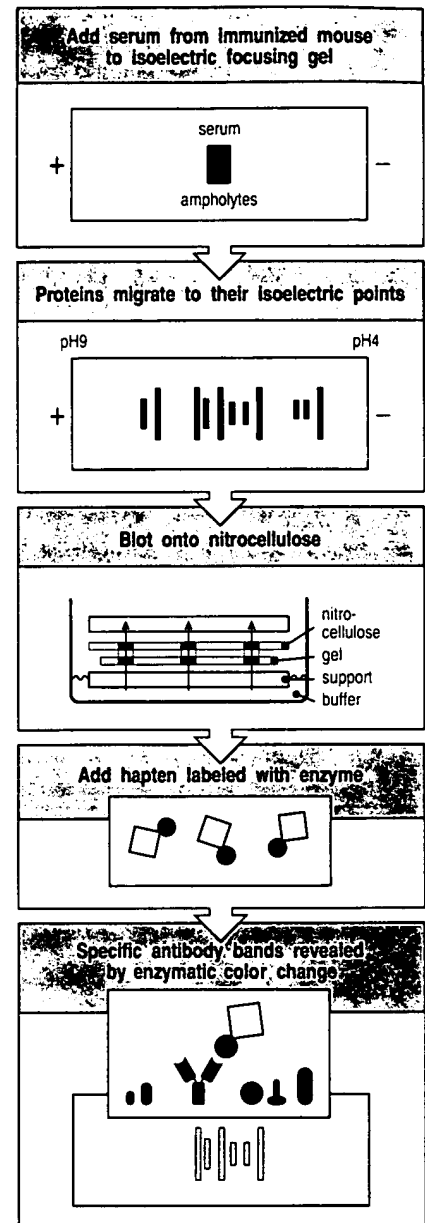 Add serum from immunized mouse
to isoelectric focusing gel
serum
+ −
ampholytes
Proteins migrate to their isoelectric points
pH9 pH4
+ −
Blot onto nitrocellulose
nitro-
cellulose
gel
support
buffer
Add hapten labeled with enzyme
Specific antibody bands revealed
by enzymatic color change